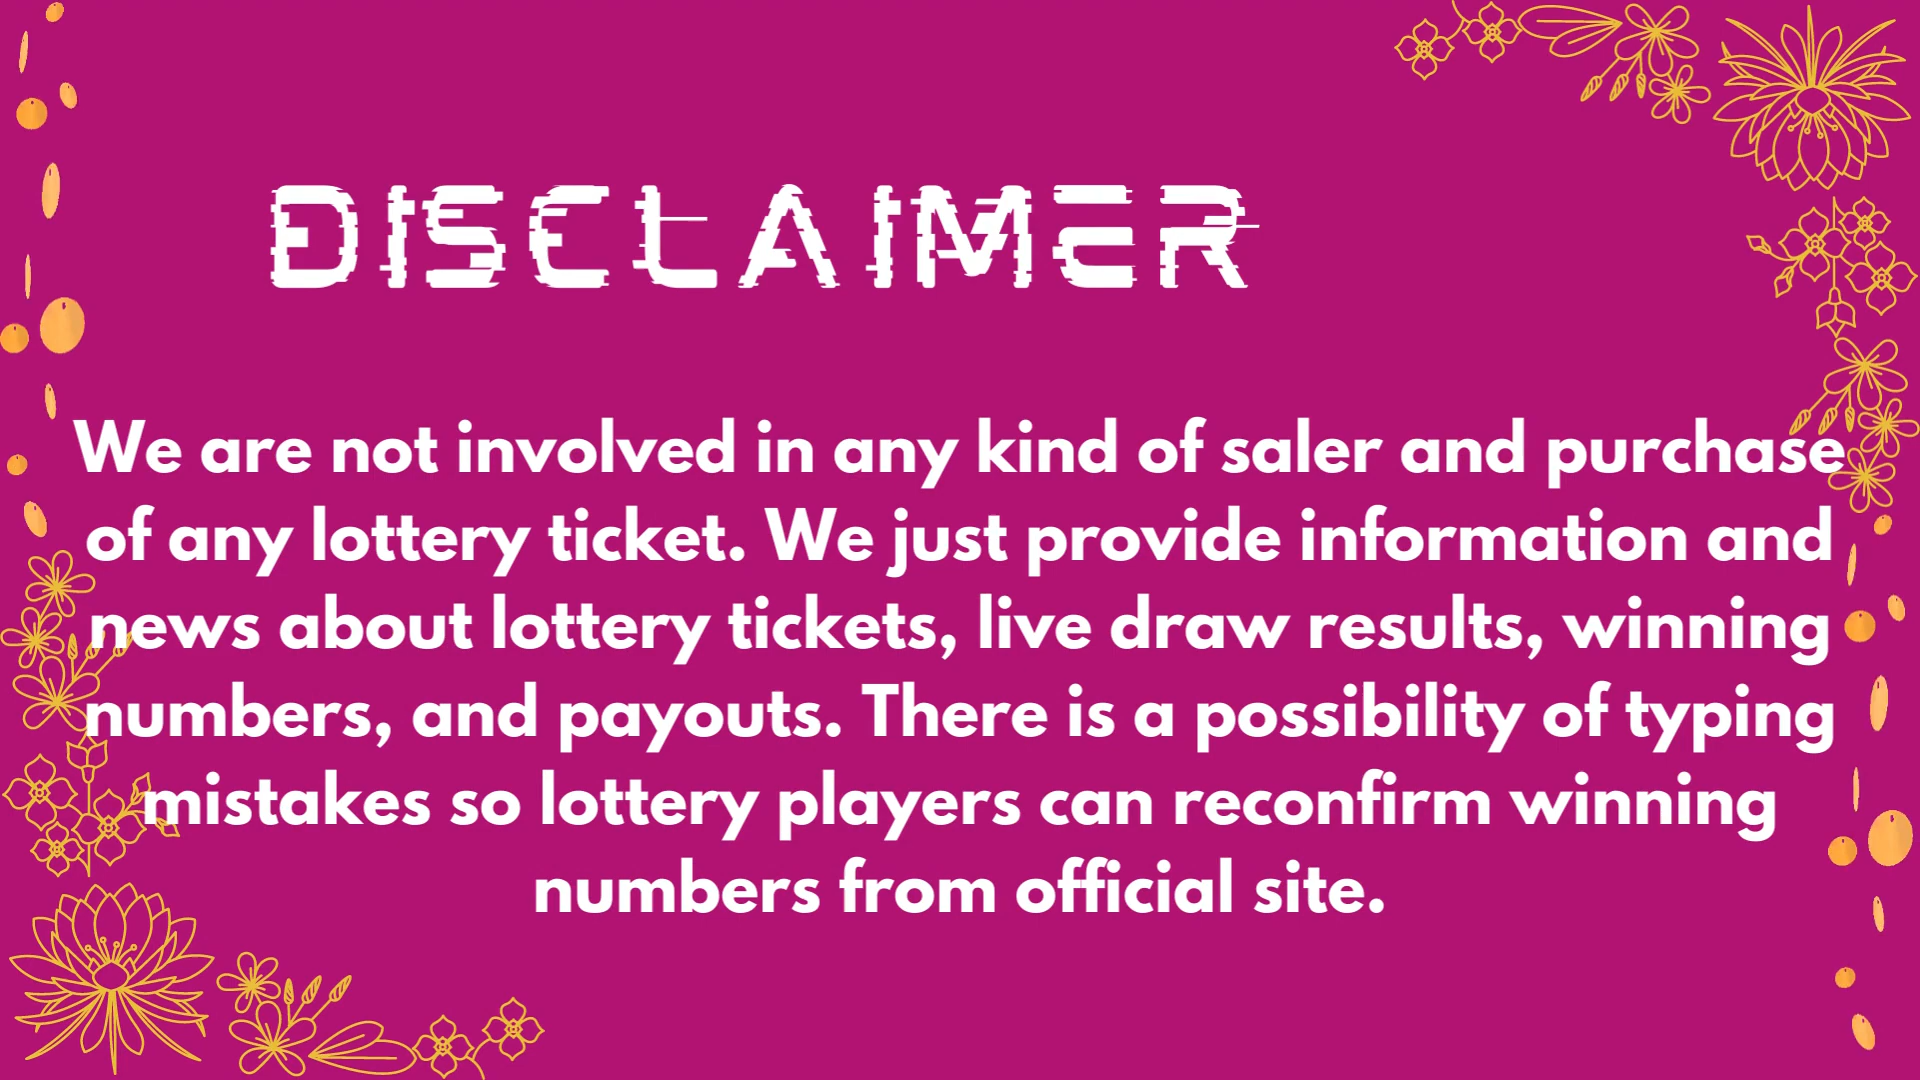 DISCLAIMER
We are not involved in any kind of saler and purchase
of any lottery ticket. We just provide information and
news about lottery tickets, live draw results, winning
numbers, and payouts. There is a possibility of typing
mistakes so lottery players can reconfirm winning
numbers from official site.